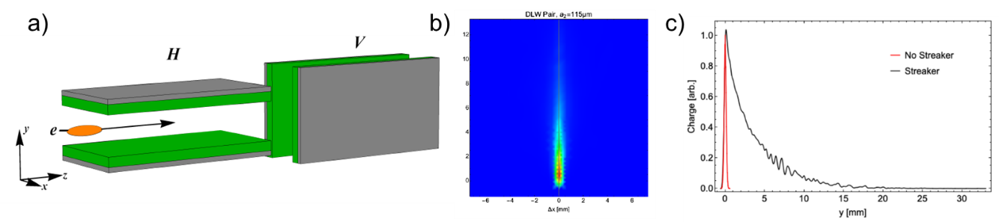 a)
H
V
e
y
z
x
b)
DLW Pair, a₂=115μm
12
10
8
6
4
2
0
−6 −4 −2 0 2 4 6
Δx [mm]
c)
Charge [arb.]
1.0
0.8
0.6
0.4
0.2
0.0
0 5 10 15 20 25 30
y [mm]
No Streaker
Streaker